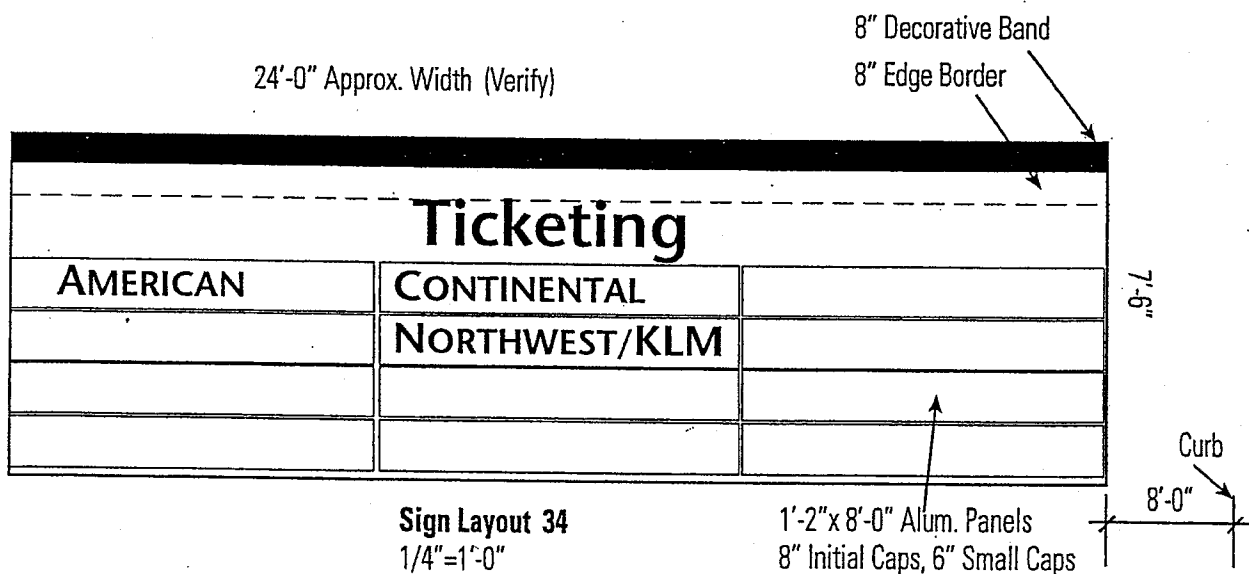 8" Decorative Band
24'-0" Approx. Width (Verify)
8" Edge Border
Ticketing
AMERICAN
CONTINENTAL
NORTHWEST/KLM
7'-6"
Curb
8'-0"
Sign Layout 34
1/4"=1'-0"
1'-2"x 8'-0" Alum. Panels
8" Initial Caps, 6" Small Caps